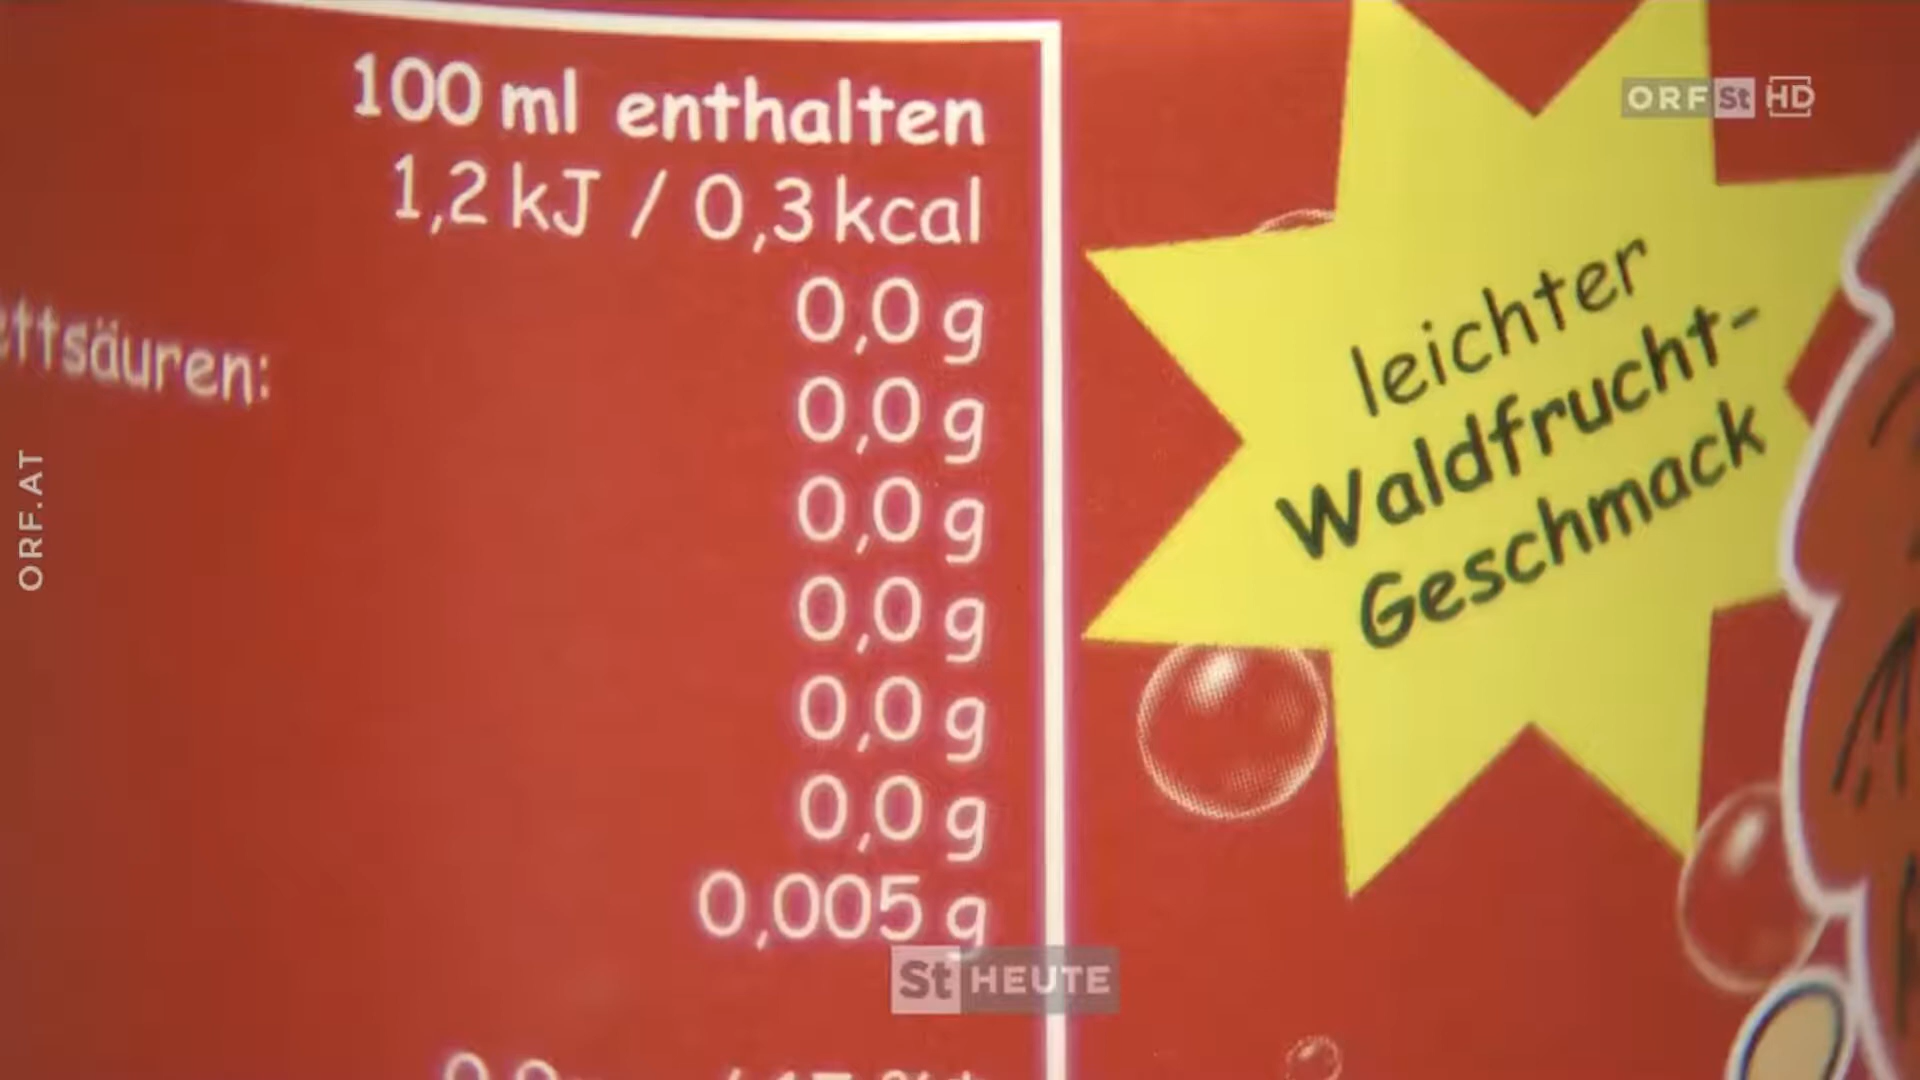 100 ml enthalten
1,2 kJ / 0,3 kcal
0,0 g
ettsäuren:
0,0 g
0,0 g
0,0 g
0,0 g
0,0 g
0,005 g
leichter
Waldfrucht-
Geschmack
ORF St HD
ORF.AT
St HEUTE